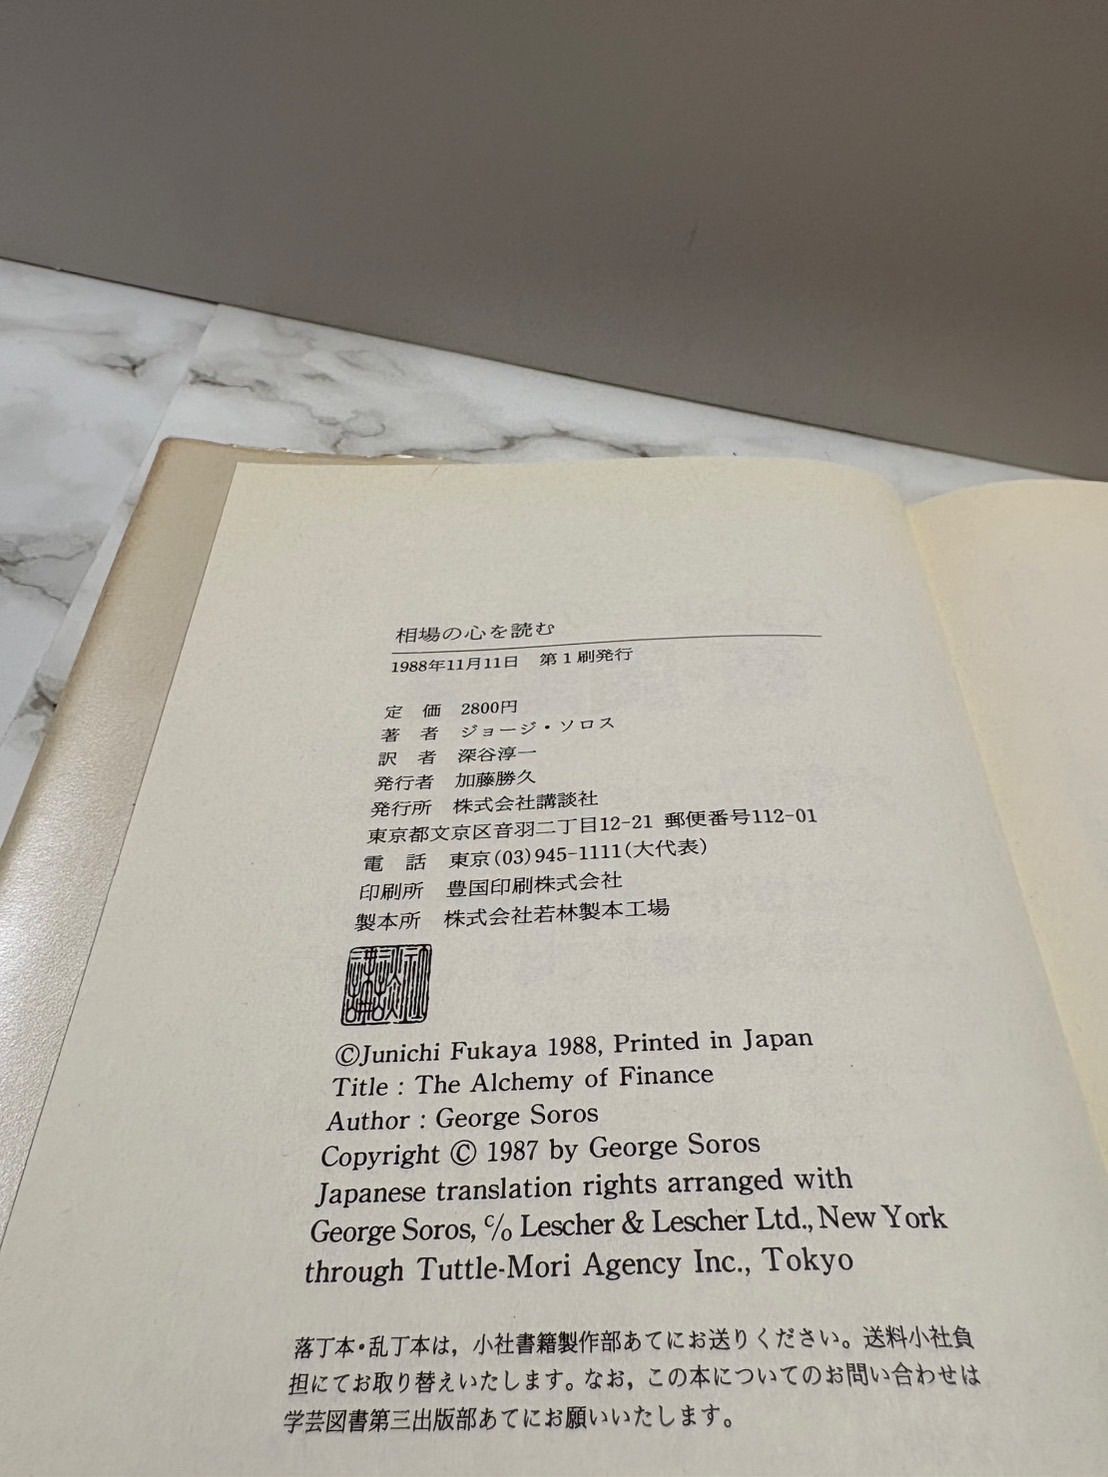 相場の心を読む
1988年11月11日　第1刷発行
定　価　2800円
著　者　ジョージ・ソロス
訳　者　深谷淳一
発行者　加藤勝久
発行所　株式会社講談社
東京都文京区音羽二丁目12-21 郵便番号112-01
電　話　東京(03)945-1111(大代表)
印刷所　豊国印刷株式会社
製本所　株式会社若林製本工場
講談社
©Junichi Fukaya 1988, Printed in Japan
Title : The Alchemy of Finance
Author : George Soros
Copyright © 1987 by George Soros
Japanese translation rights arranged with
George Soros, ℅ Lescher & Lescher Ltd., New York
through Tuttle-Mori Agency Inc., Tokyo
落丁本・乱丁本は，小社書籍製作部あてにお送りください。送料小社負
担にてお取り替えいたします。なお，この本についてのお問い合わせは
学芸図書第三出版部あてにお願いいたします。